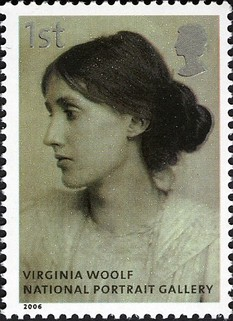 1st
VIRGINIA WOOLF
NATIONAL PORTRAIT GALLERY
2006